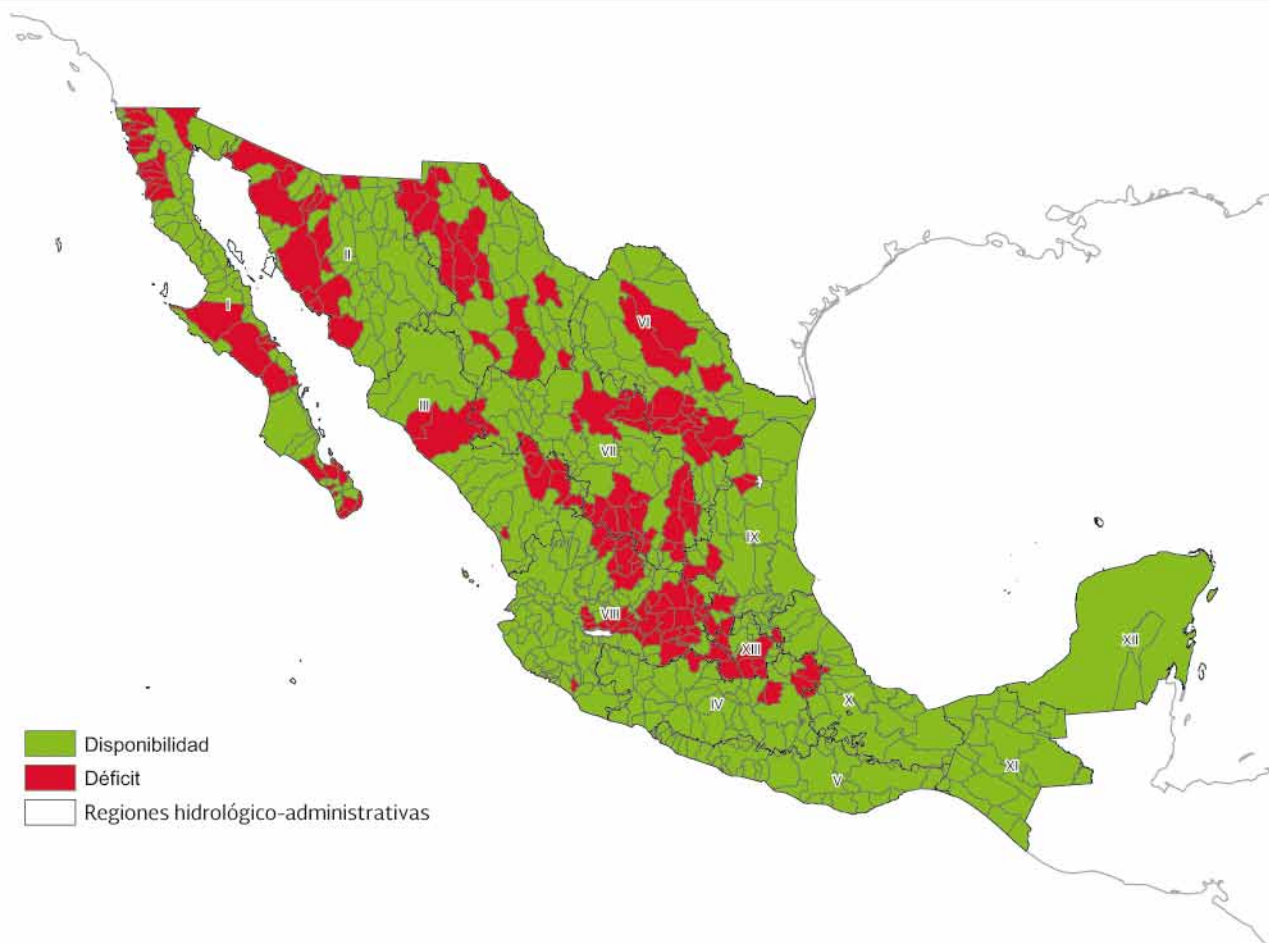 II
I
VI
III
VII
IX
VIII
XII
XIII
IV
X
XI
V
Disponibilidad
Déficit
Regiones hidrológico-administrativas